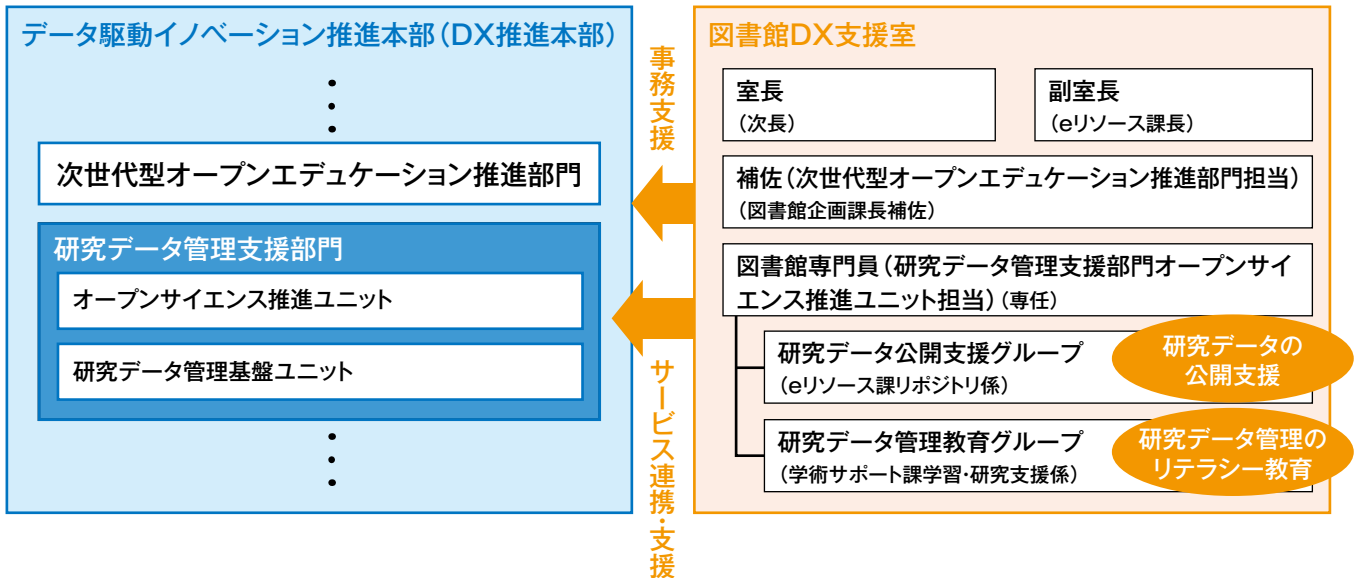 データ駆動イノベーション推進本部（DX推進本部）
次世代型オープンエデュケーション推進部門
研究データ管理支援部門
オープンサイエンス推進ユニット
研究データ管理基盤ユニット
事務支援
サービス連携・支援
図書館DX支援室
室長
（次長）
副室長
（eリソース課長）
補佐（次世代型オープンエデュケーション推進部門担当）
（図書館企画課長補佐）
図書館専門員（研究データ管理支援部門オープンサイ
エンス推進ユニット担当）（専任）
研究データ公開支援グループ
（eリソース課リポジトリ係）
研究データの
公開支援
研究データ管理教育グループ
（学術サポート課学習・研究支援係）
研究データ管理の
リテラシー教育